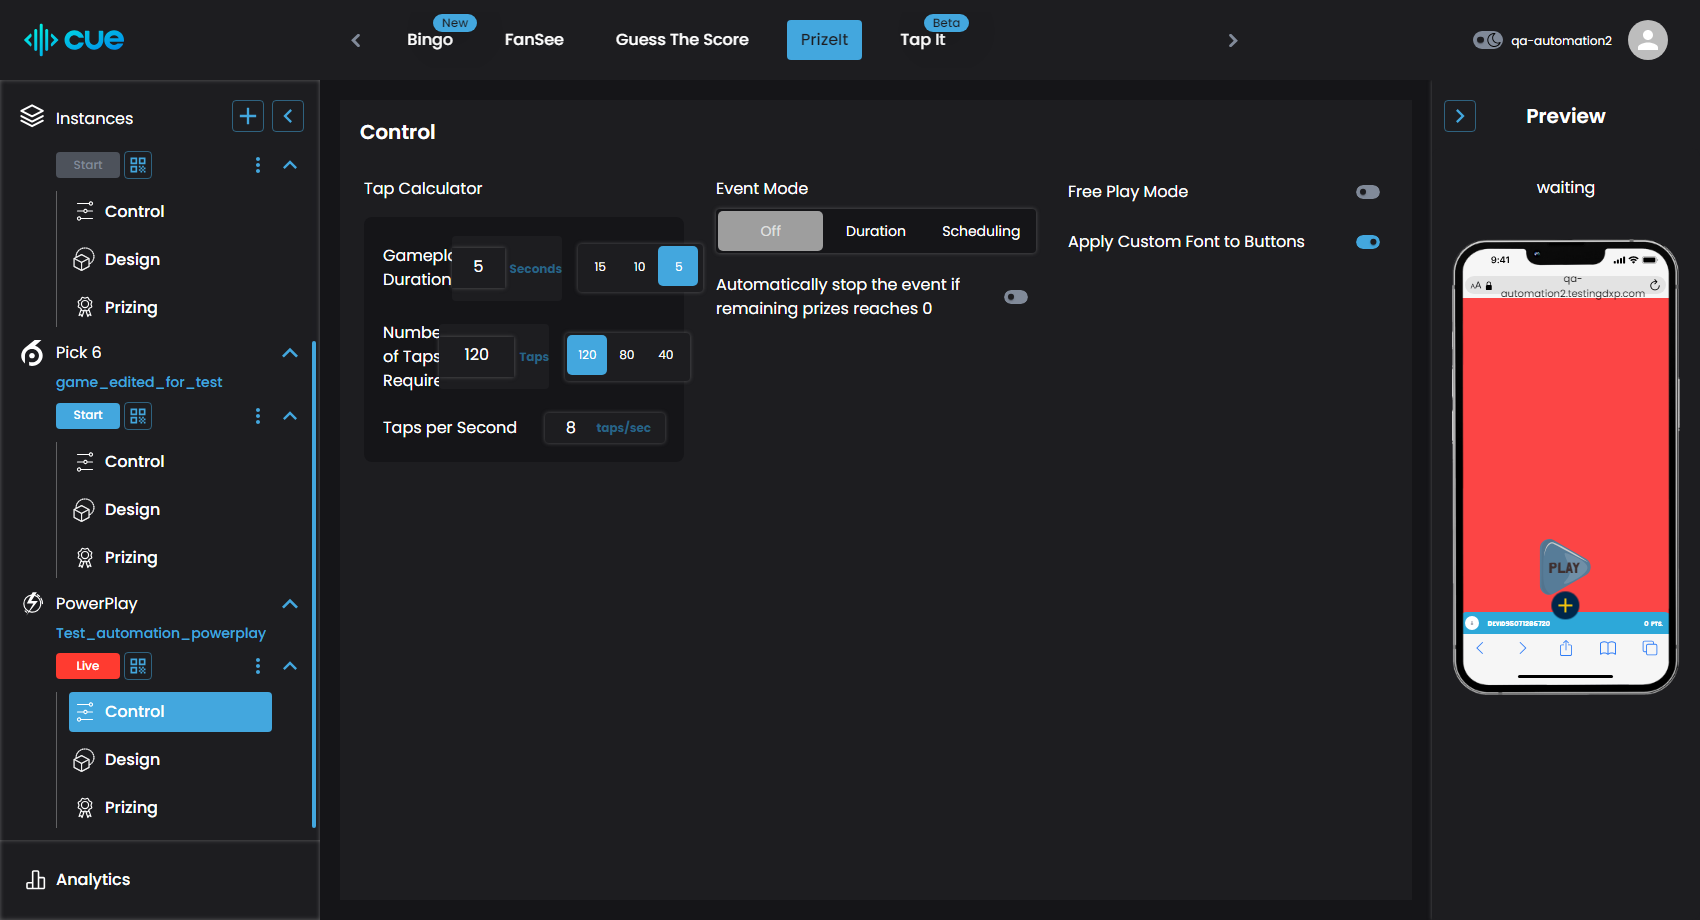 cue
New
Bingo
FanSee
Guess The Score
PrizeIt
Beta
Tap It
qa-automation2
Instances
Start
Control
Design
Prizing
Pick 6
game_edited_for_test
Start
Control
Design
Prizing
PowerPlay
Test_automation_powerplay
Live
Control
Design
Prizing
Analytics
Control
Tap Calculator
Gamepla
Duration
5
Seconds
15
10
5
Numbe
of Taps
Require
120
Taps
120
80
40
Taps per Second
8
taps/sec
Event Mode
Off
Duration
Scheduling
Automatically stop the event if
remaining prizes reaches 0
Free Play Mode
Apply Custom Font to Buttons
Preview
waiting
9:41
AA
qa-
automation2.testingdxp.com
PLAY
0 PTS.